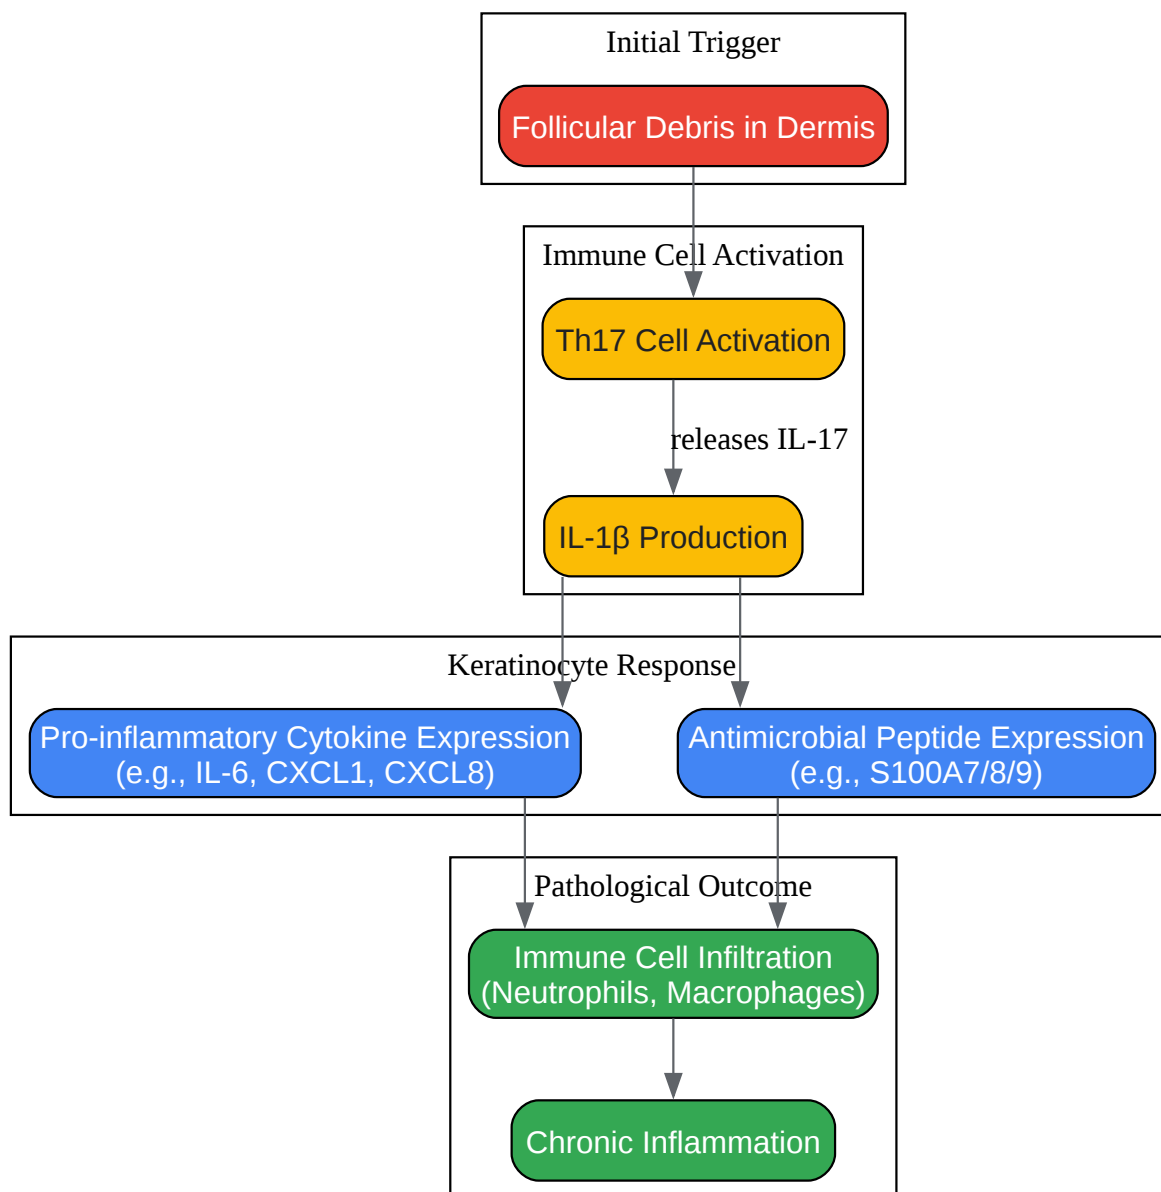 Initial Trigger
Follicular Debris in Dermis
Immune Cell Activation
Th17 Cell Activation
releases IL-17
IL-1β Production
Keratinocyte Response
Pro-inflammatory Cytokine Expression
(e.g., IL-6, CXCL1, CXCL8)
Antimicrobial Peptide Expression
(e.g., S100A7/8/9)
Pathological Outcome
Immune Cell Infiltration
(Neutrophils, Macrophages)
Chronic Inflammation